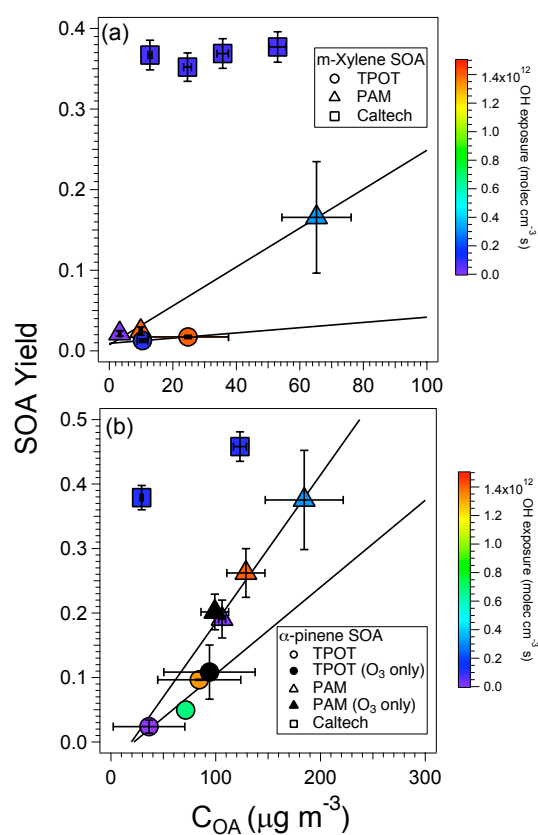 (a)
m-Xylene SOA
TPOT
PAM
Caltech
0.4
0.3
0.2
0.1
0.0
0 20 40 60 80 100
1.4x10¹²
1.2
1.0
0.8
0.6
0.4
0.2
0.0
OH exposure (molec cm⁻³ s)
SOA Yield
(b)
α-pinene SOA
TPOT
TPOT (O₃ only)
PAM
PAM (O₃ only)
Caltech
0.5
0.4
0.3
0.2
0.1
0.0
0 100 200 300
1.4x10¹²
1.2
1.0
0.8
0.6
0.4
0.2
0.0
OH exposure (molec cm⁻³ s)
C_OA (μg m⁻³)